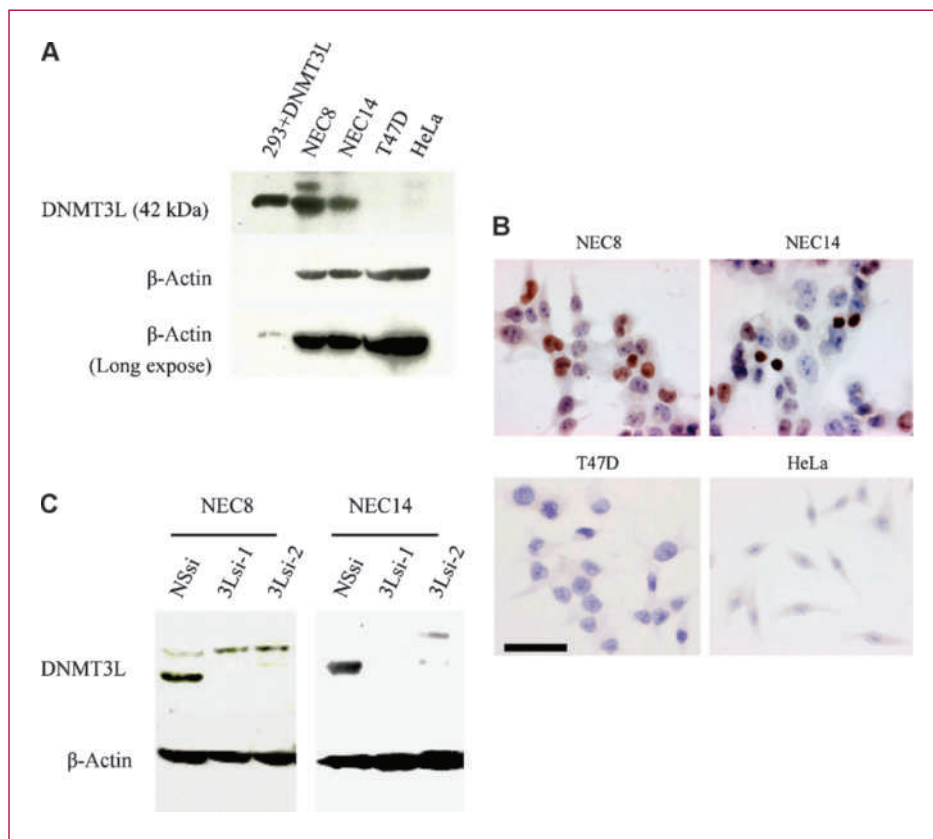 A
293+DNMT3L
NEC8
NEC14
T47D
HeLa
DNMT3L (42 kDa)
β-Actin
β-Actin
(Long expose)
B
NEC8
NEC14
T47D
HeLa
C
NEC8
NEC14
NSsi
3Lsi-1
3Lsi-2
NSsi
3Lsi-1
3Lsi-2
DNMT3L
β-Actin